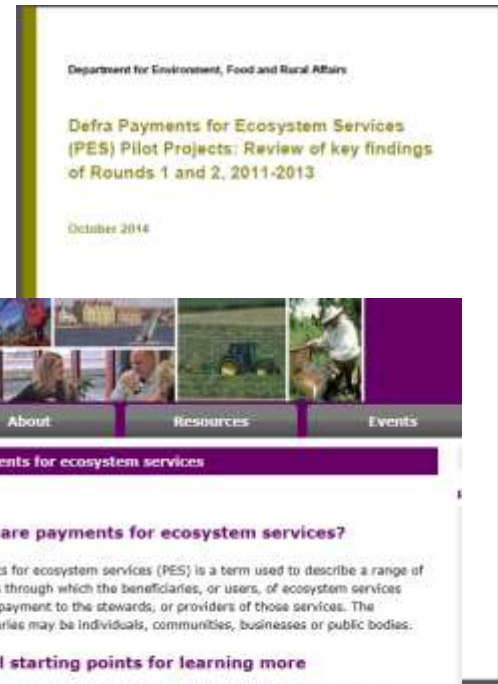 Department for Environment, Food and Rural Affairs
Defra Payments for Ecosystem Services
(PES) Pilot Projects: Review of key findings
of Rounds 1 and 2, 2011-2013
October 2014
About Resources Events
ents for ecosystem services
are payments for ecosystem services?
ts for ecosystem services (PES) is a term used to describe a range of
through which the beneficiaries, or users, of ecosystem services
payment to the stewards, or providers of those services. The
aries may be individuals, communities, businesses or public bodies.
l starting points for learning more